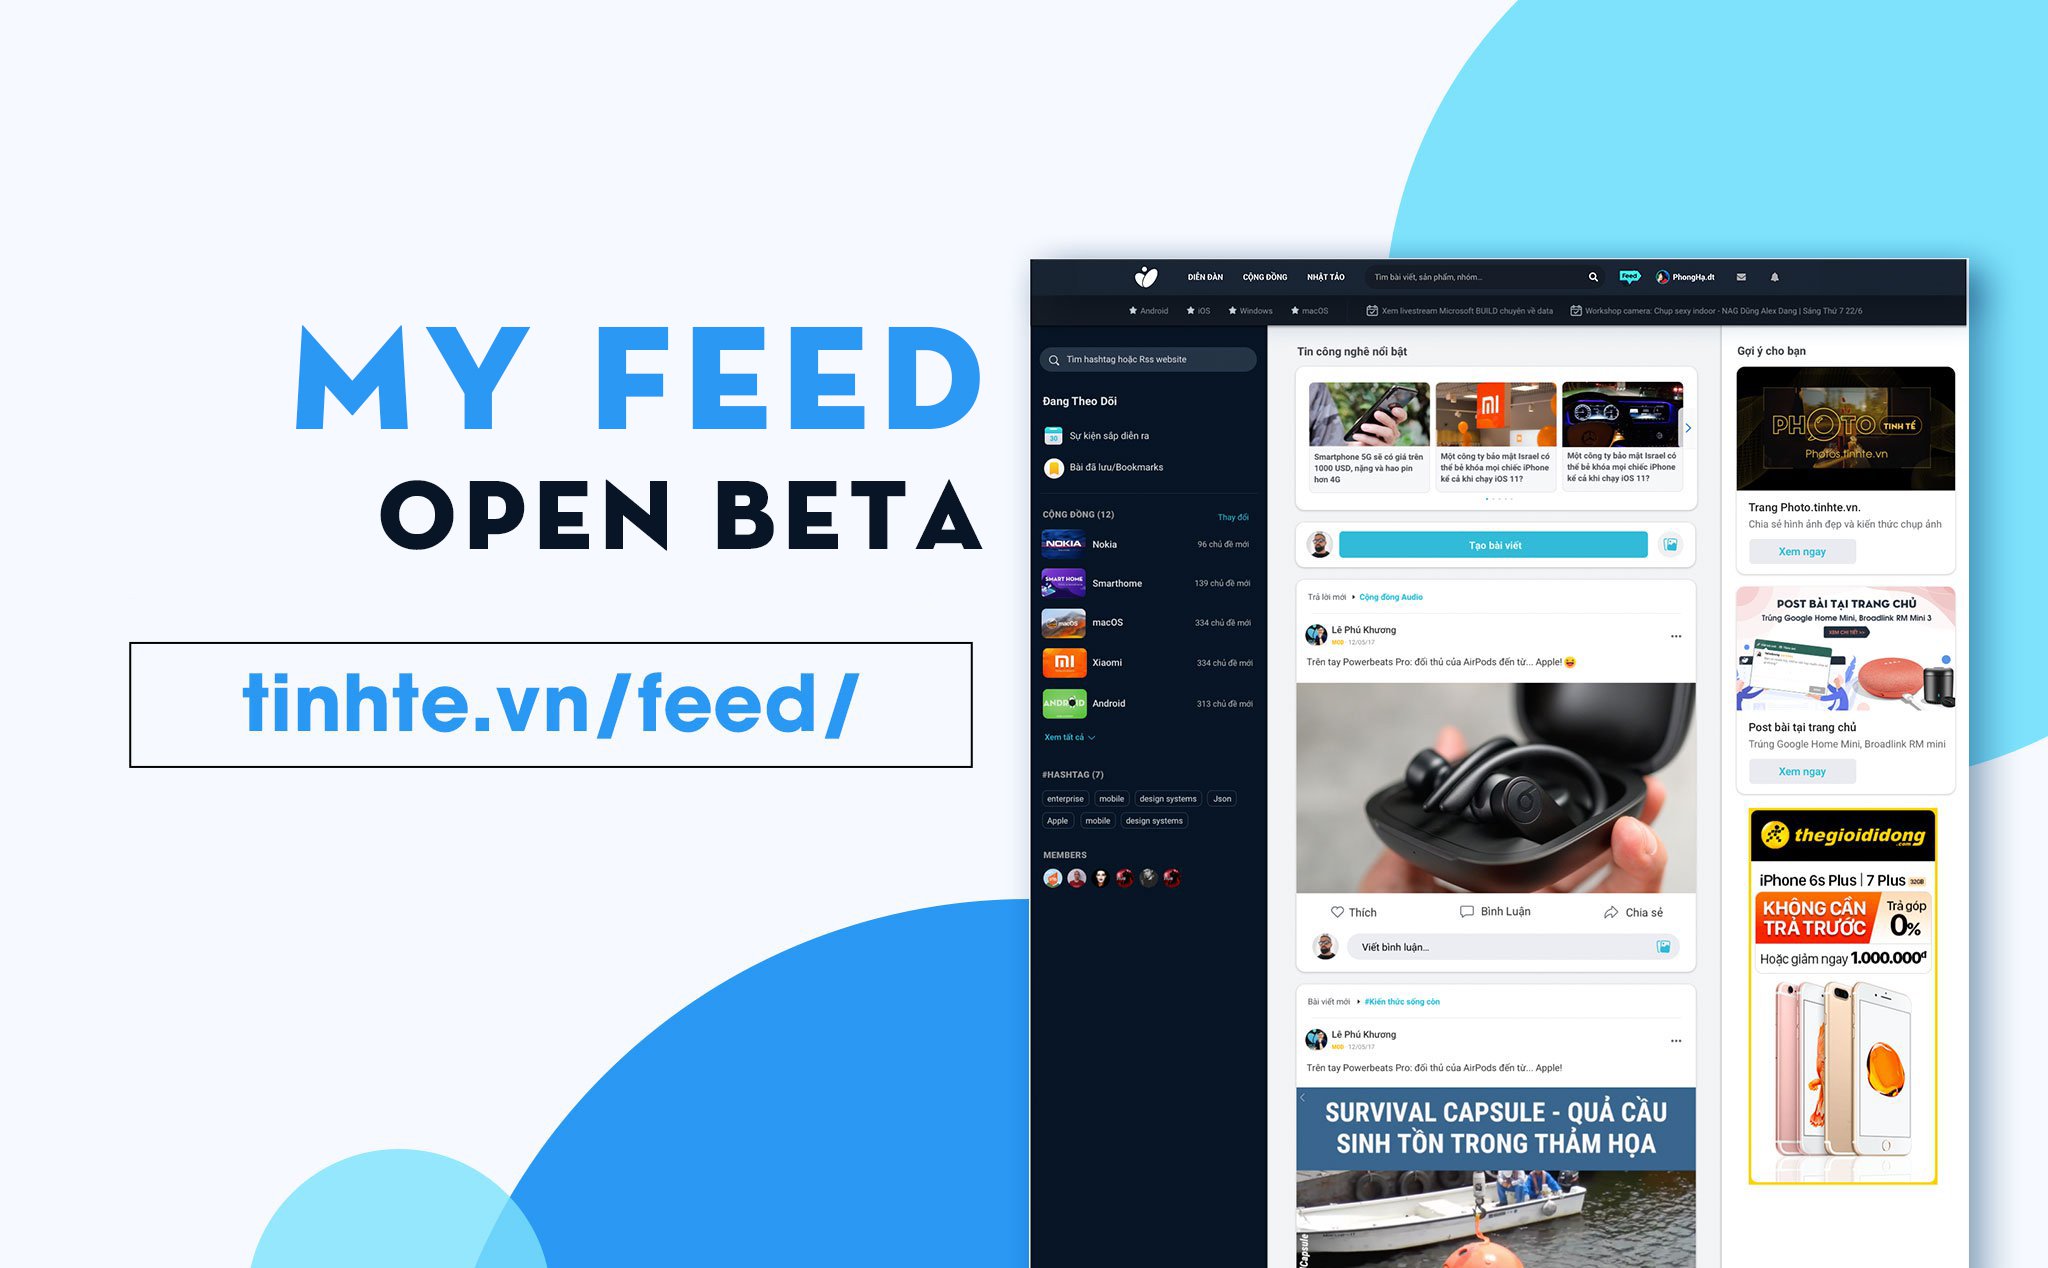 MY FEED
OPEN BETA
tinhte.vn/feed/
DIỄN ĐÀN
CỘNG ĐỒNG
NHẬT TẢO
Tìm bài viết, sản phẩm, nhóm...
Feed
PhongHạ.dt
Android
iOS
Windows
macOS
Xem livestream Microsoft BUILD chuyên về data
Workshop camera: Chụp sexy indoor - NAG Dũng Alex Dang | Sáng Thứ 7 22/6
Tìm hashtag hoặc Rss website
Đang Theo Dõi
30
Sự kiện sắp diễn ra
Bài đã lưu/Bookmarks
CỘNG ĐỒNG (12)
Thay đổi
NOKIA
Nokia
96 chủ đề mới
SMART HOME
Smarthome
139 chủ đề mới
macOS
macOS
334 chủ đề mới
Xiaomi
334 chủ đề mới
ANDROID
Android
313 chủ đề mới
Xem tất cả
#HASHTAG (7)
enterprise
mobile
design systems
Json
Apple
mobile
design systems
MEMBERS
Tin công nghê nổi bật
Smartphone 5G sẽ có giá trên
1000 USD, nặng và hao pin
hơn 4G
Một công ty bảo mật Israel có
thể bẻ khóa mọi chiếc iPhone
kể cả khi chạy iOS 11?
Một công ty bảo mật Israel có
thể bẻ khóa mọi chiếc iPhone
kể cả khi chạy iOS 11?
Tạo bài viết
Trả lời mới
Cộng đồng Audio
Lê Phú Khương
MOD · 12/05/17
Trên tay Powerbeats Pro: đối thủ của AirPods đến từ... Apple!
Thích
Bình Luận
Chia sẻ
Viết bình luận...
Bài viết mới
#Kiến thức sống còn
Lê Phú Khương
MOD · 12/05/17
Trên tay Powerbeats Pro: đối thủ của AirPods đến từ... Apple!
SURVIVAL CAPSULE - QUẢ CẦU
SINH TỒN TRONG THẢM HỌA
Capsule
Gợi ý cho bạn
PHOTO TINH TẾ
Photos.tinhte.vn
Trang Photo.tinhte.vn.
Chia sẻ hình ảnh đẹp và kiến thức chụp ảnh
Xem ngay
POST BÀI TẠI TRANG CHỦ
Trúng Google Home Mini, Broadlink RM Mini 3
XEM CHI TIẾT >>
Post bài tại trang chủ
Trúng Google Home Mini, Broadlink RM mini
Xem ngay
thegioididong
.com
iPhone 6s Plus | 7 Plus 32GB
KHÔNG CẦN
TRẢ TRƯỚC
Trả góp
0%
Hoặc giảm ngay 1.000.000đ